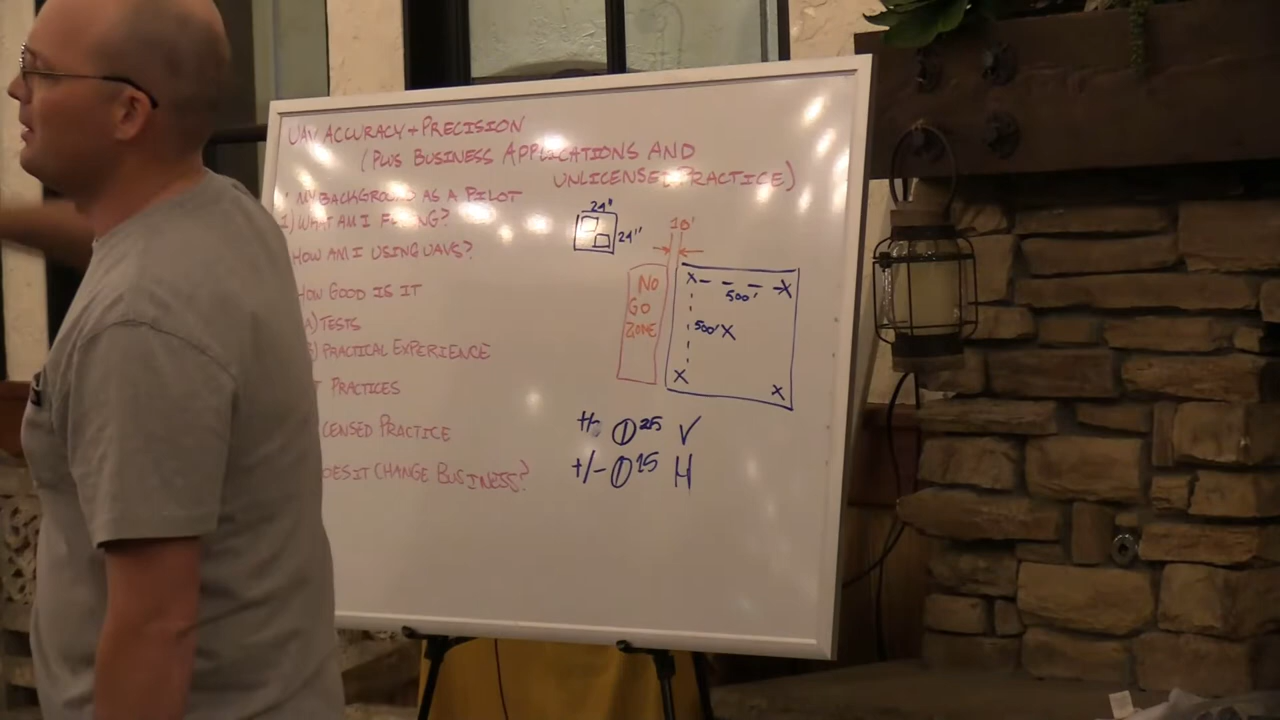 UAV ACCURACY + PRECISION
(PLUS BUSINESS APPLICATIONS AND
UNLICENSED PRACTICE)
MY BACKGROUND AS A PILOT
1) WHAT AM I FLYING?
HOW AM I USING UAVS?
HOW GOOD IS IT
A) TESTS
B) PRACTICAL EXPERIENCE
PRACTICES
CENSED PRACTICE
OES IT CHANGE BUSINESS?
24"
24"
10'
NO
GO
ZONE
X X
500'
500' X
X X
+/- 0 25 V
+/- 0 15 H